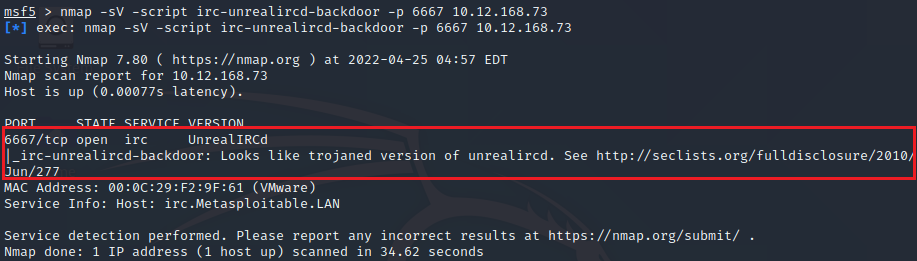 msf5 > nmap -sV -script irc-unrealircd-backdoor -p 6667 10.12.168.73
[*] exec: nmap -sV -script irc-unrealircd-backdoor -p 6667 10.12.168.73
Starting Nmap 7.80 ( https://nmap.org ) at 2022-04-25 04:57 EDT
Nmap scan report for 10.12.168.73
Host is up (0.00077s latency).
PORT STATE SERVICE VERSION
6667/tcp open irc UnrealIRCd
|_irc-unrealircd-backdoor: Looks like trojaned version of unrealircd. See http://seclists.org/fulldisclosure/2010/
Jun/277
MAC Address: 00:0C:29:F2:9F:61 (VMware)
Service Info: Host: irc.Metasploitable.LAN
Service detection performed. Please report any incorrect results at https://nmap.org/submit/ .
Nmap done: 1 IP address (1 host up) scanned in 34.62 seconds